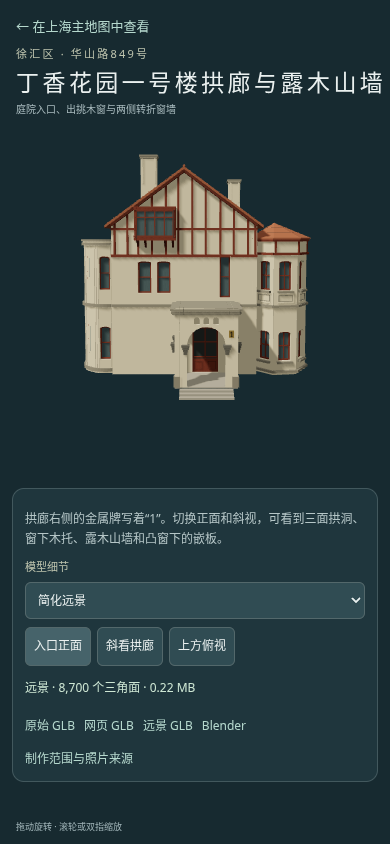 ← 在上海主地图中查看
徐汇区 · 华山路849号
丁香花园一号楼拱廊与露木山墙
庭院入口、出挑木窗与两侧转折窗墙
1
拱廊右侧的金属牌写着“1”。切换正面和斜视，可看到三面拱洞、
窗下木托、露木山墙和凸窗下的嵌板。
模型细节
简化远景
入口正面 斜看拱廊 上方俯视
远景 · 8,700 个三角面 · 0.22 MB
原始 GLB 网页 GLB 远景 GLB Blender
制作范围与照片来源
拖动旋转 · 滚轮或双指缩放